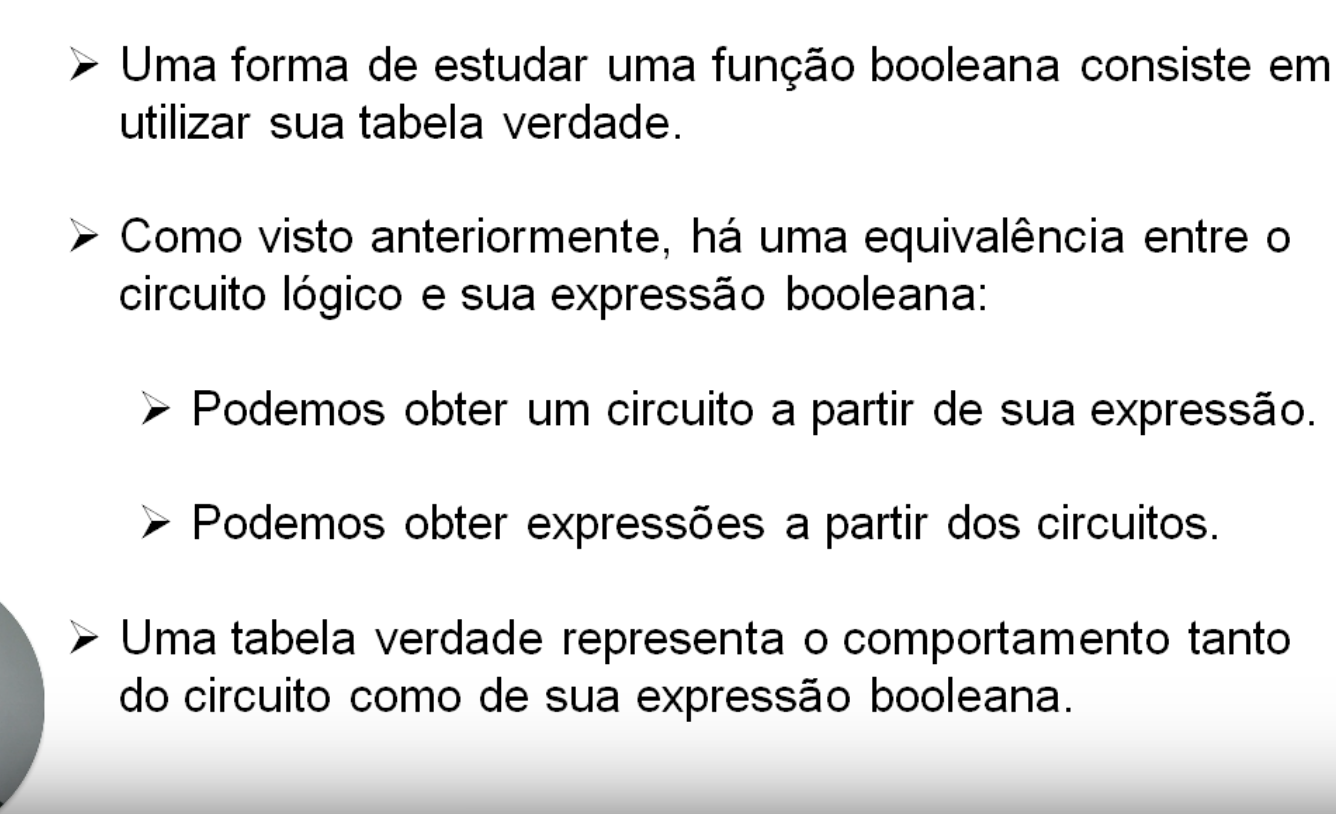 ➢ Uma forma de estudar uma função booleana consiste em
utilizar sua tabela verdade.
➢ Como visto anteriormente, há uma equivalência entre o
circuito lógico e sua expressão booleana:
➢ Podemos obter um circuito a partir de sua expressão.
➢ Podemos obter expressões a partir dos circuitos.
➢ Uma tabela verdade representa o comportamento tanto
do circuito como de sua expressão booleana.